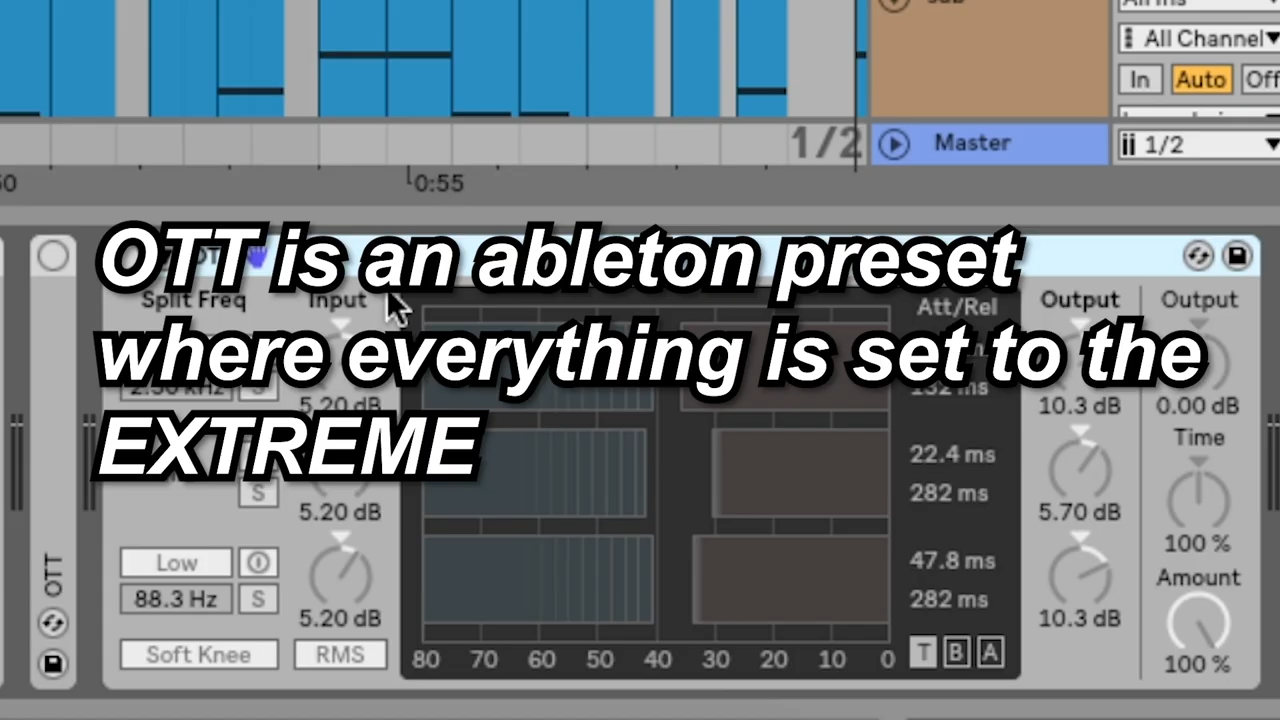 All Channel
In Auto Off
1/2 Master 1/2
0:55
OTT is an ableton preset
Split Freq Input Att/Rel Output Output
where everything is set to the
5.20 dB 132 ms 10.3 dB 0.00 dB
EXTREME
Time
22.4 ms
S 282 ms
5.20 dB 5.70 dB
100 %
Low 47.8 ms
OTT
Amount
88.3 Hz S 282 ms
5.20 dB 10.3 dB
Soft Knee RMS 80 70 60 50 40 30 20 10 0 T B A 100 %